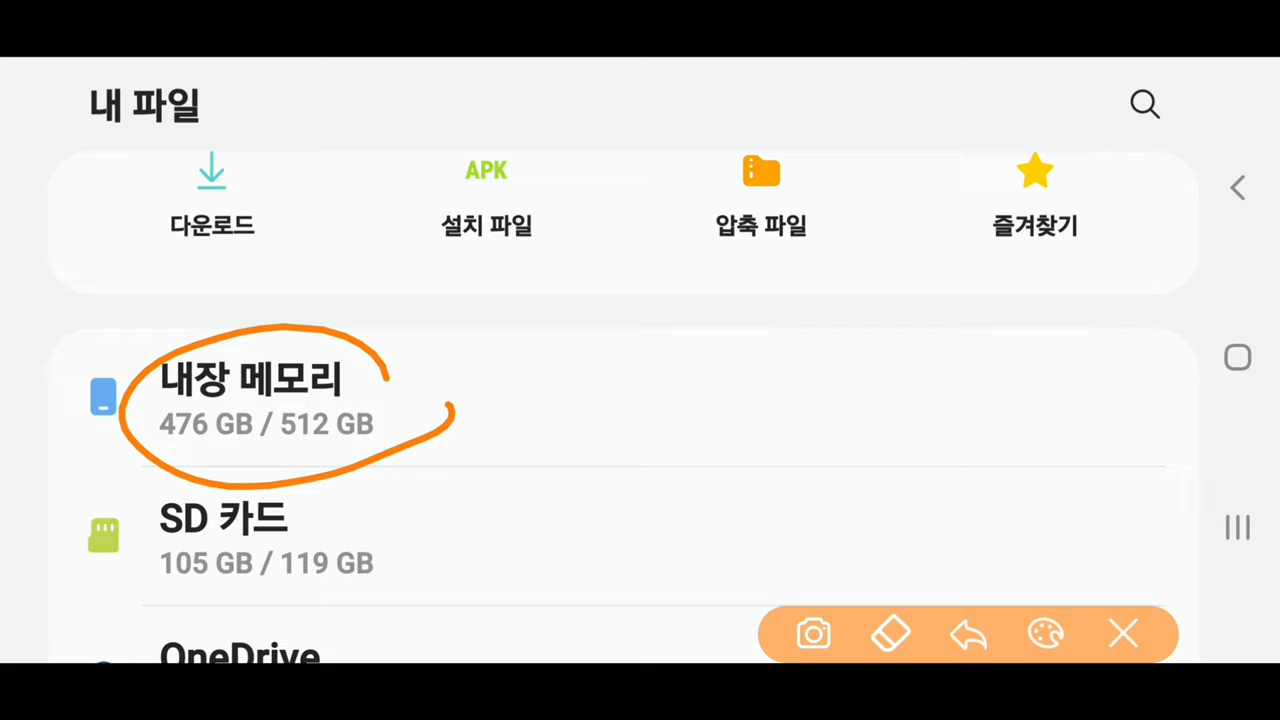 내 파일
APK
다운로드 설치 파일 압축 파일 즐겨찾기
내장 메모리
476 GB / 512 GB
SD 카드
105 GB / 119 GB
OneDrive